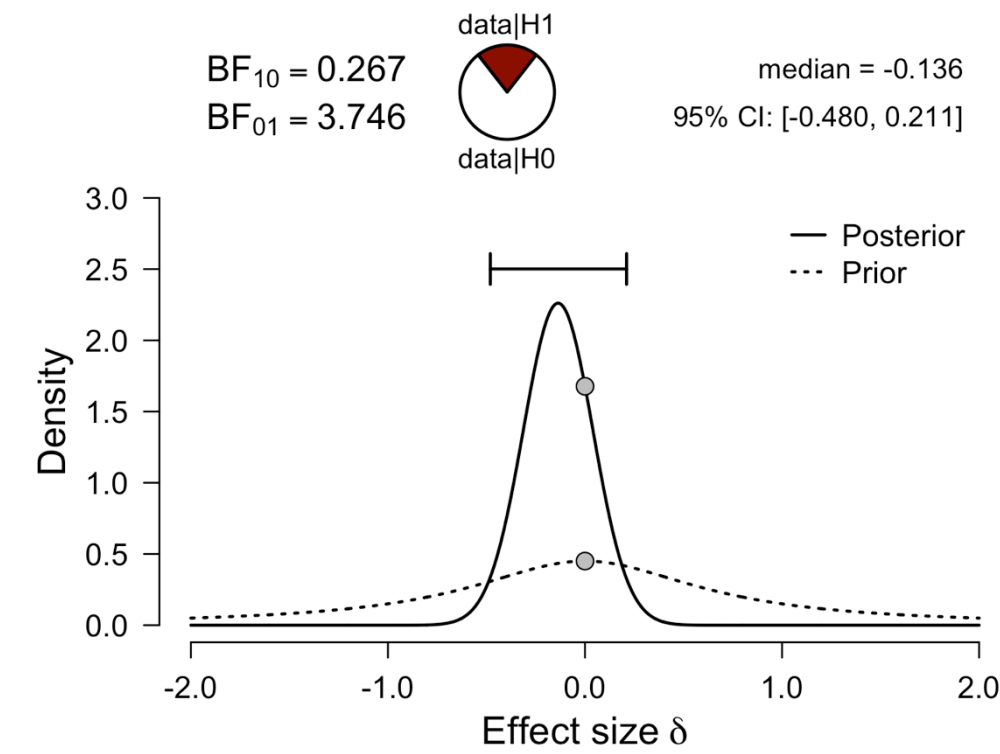 data|H1
BF₁₀ = 0.267
BF₀₁ = 3.746
median = -0.136
95% CI: [-0.480, 0.211]
data|H0
Posterior
Prior
Density
3.0
2.5
2.0
1.5
1.0
0.5
0.0
-2.0 -1.0 0.0 1.0 2.0
Effect size δ